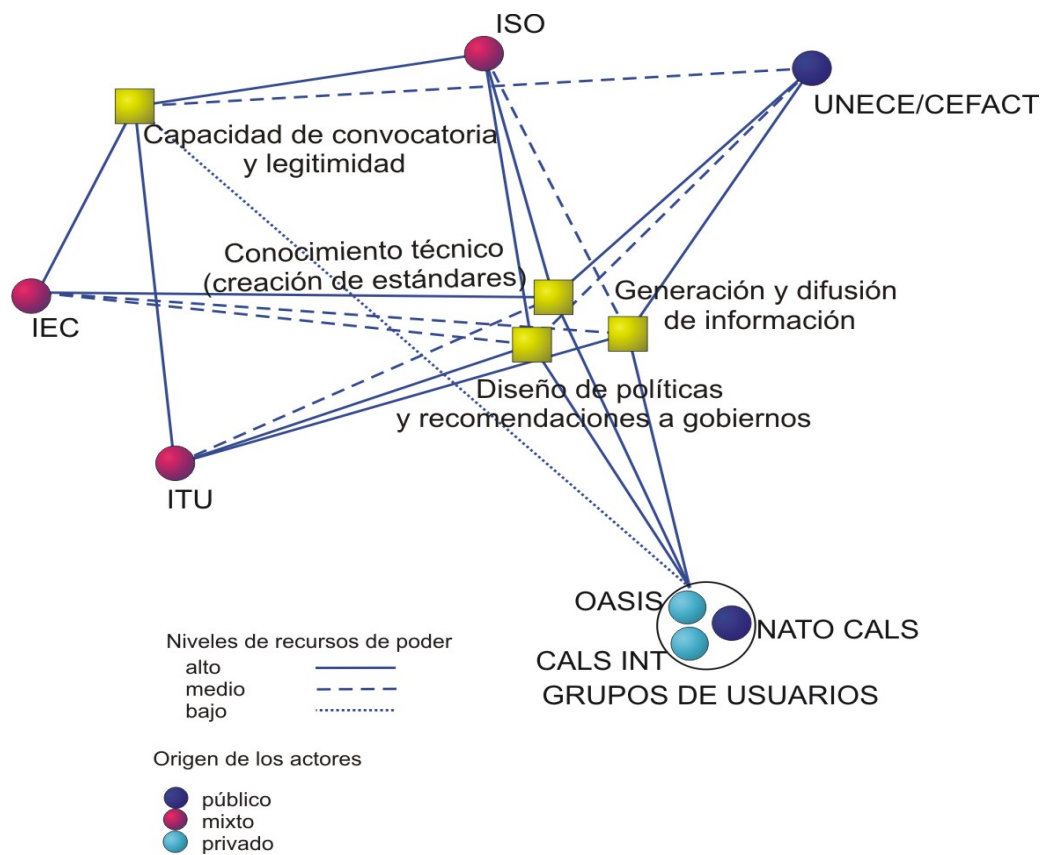 ISO
UNECE/CEFACT
Capacidad de convocatoria
y legitimidad
Conocimiento técnico
(creación de estándares)
Generación y difusión
de información
IEC
Diseño de políticas
y recomendaciones a gobiernos
ITU
OASIS
NATO CALS
CALS INT
GRUPOS DE USUARIOS
Niveles de recursos de poder
alto
medio
bajo
Origen de los actores
público
mixto
privado